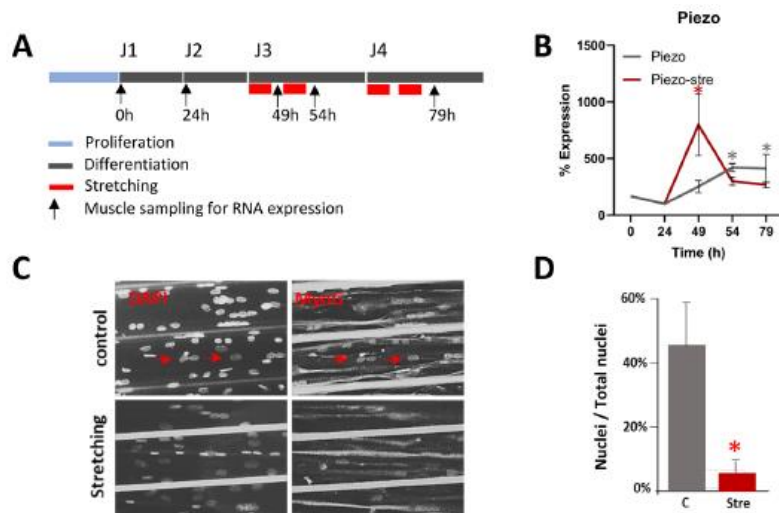 A
J1 J2 J3 J4
0h 24h 49h 54h 79h
Proliferation
Differentiation
Stretching
Muscle sampling for RNA expression
B
Piezo
Piezo
Piezo-stre
% Expression
1500
1000
500
0
0 24 49 54 79
Time (h)
C
DAPI MyoG
control
Stretching
D
Nuclei / Total nuclei
60%
40%
20%
0%
C Stre